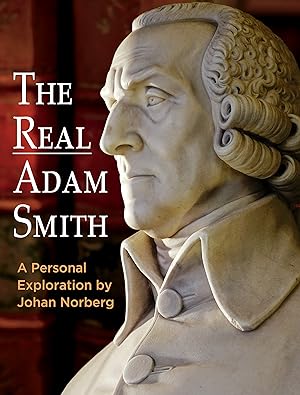 THE
REAL
ADAM
SMITH
A Personal
Exploration by
Johan Norberg